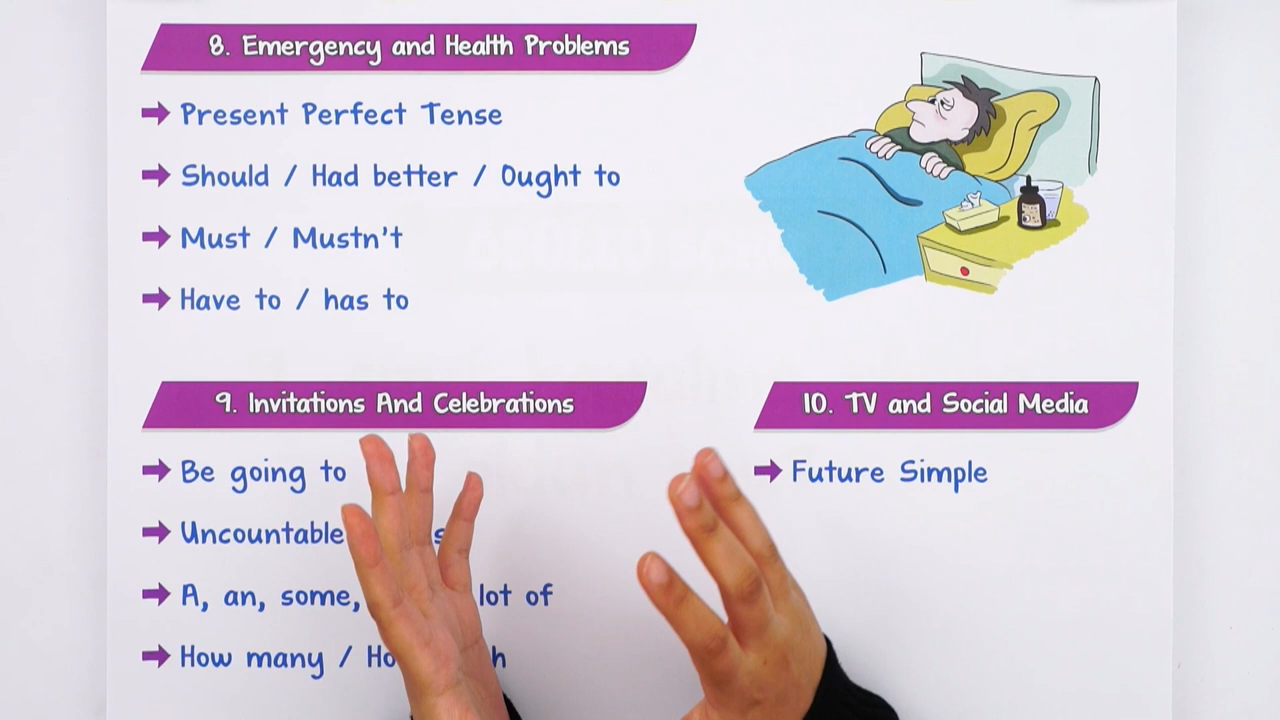 8. Emergency and Health Problems
Present Perfect Tense
Should / Had better / Ought to
Must / Mustn't
Have to / has to
9. Invitations And Celebrations
Be going to
Uncountable
A, an, some, lot of
How many /
10. TV and Social Media
Future Simple